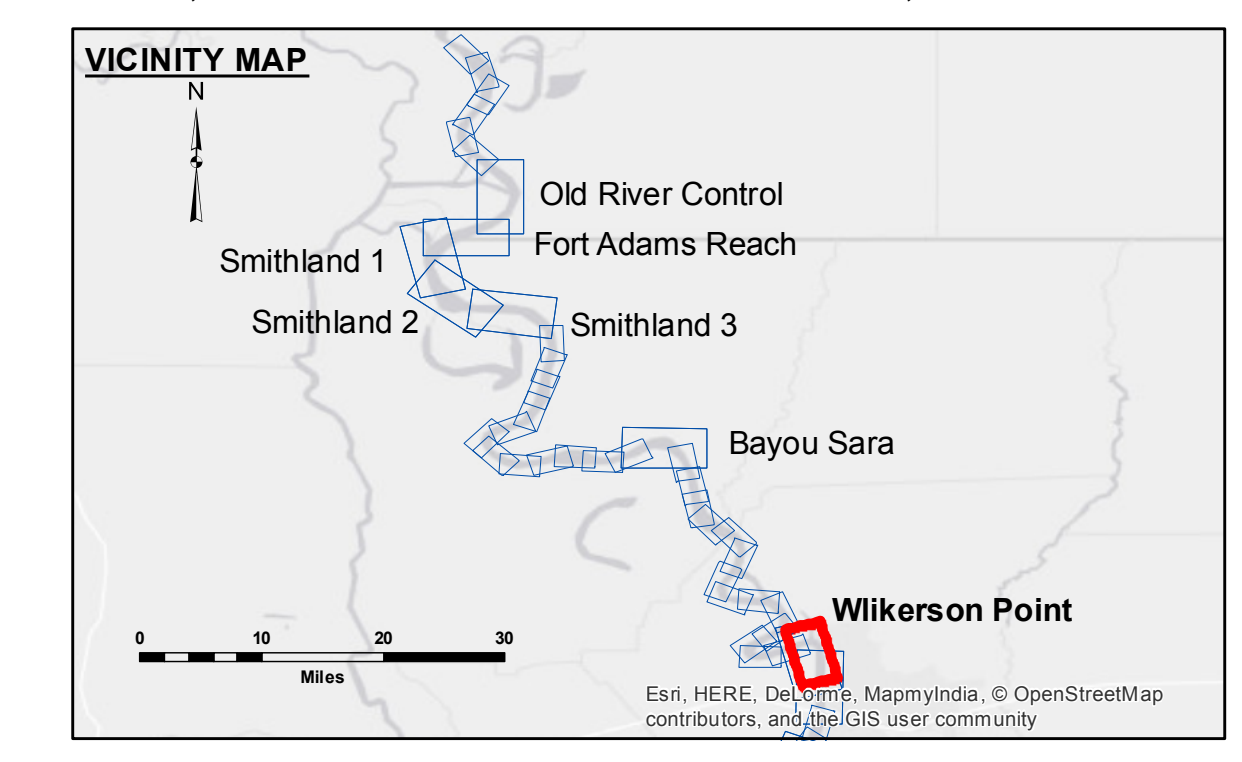 VICINITY MAP
N
Old River Control
Fort Adams Reach
Smithland 1
Smithland 2
Smithland 3
Bayou Sara
Wlikerson Point
0 10 20 30
Miles
Esri, HERE, DeLorme, MapmyIndia, © OpenStreetMap
contributors, and the GIS user community